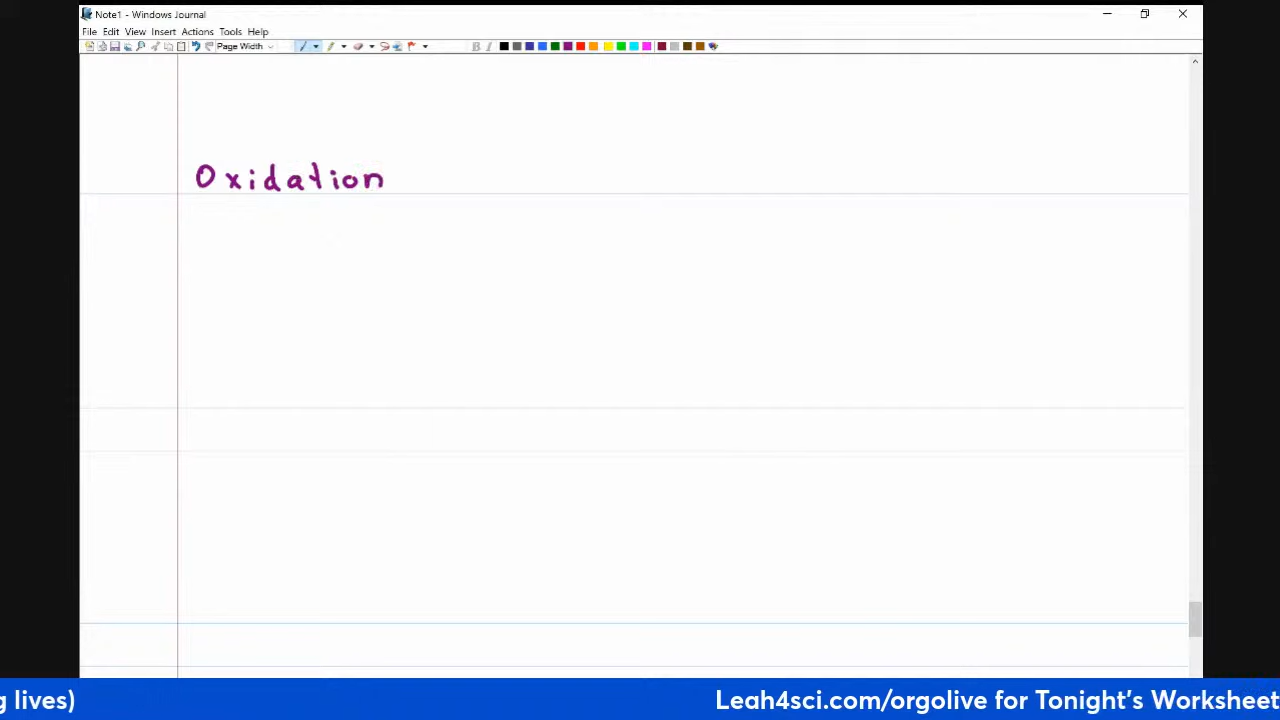 Note1 - Windows Journal
File Edit View Insert Actions Tools Help
Page Width B I
Oxidation
g lives) Leah4sci.com/orgolive for Tonight's Worksheet